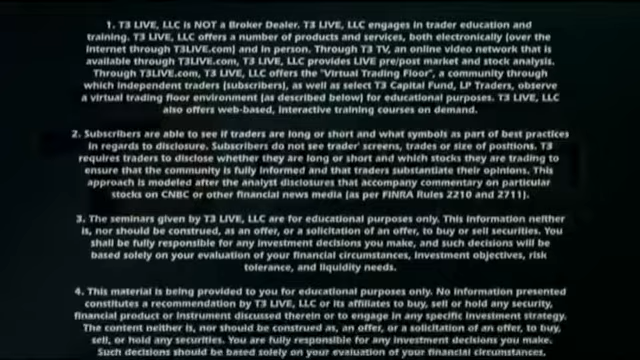 1. T3 LIVE, LLC is NOT a Broker Dealer. T3 LIVE, LLC engages in trader education and
training. T3 LIVE, LLC offers a number of products and services, both electronically (over the
Internet through T3LIVE.com) and in person. Through T3 TV, an online video network that is
available through T3LIVE.com, T3 LIVE, LLC provides LIVE pre/post market and stock analysis.
Through T3LIVE.com, T3 LIVE, LLC offers the "Virtual Trading Floor", a community through
which independent traders (subscribers), as well as select T3 Capital Fund, LP Traders, observe
a virtual trading floor environment (as described below) for educational purposes. T3 LIVE, LLC
also offers web-based, interactive training courses on demand.
2. Subscribers are able to see if traders are long or short and what symbols as part of best practices
in regards to disclosure. Subscribers do not see trader' screens, trades or size of positions. T3
requires traders to disclose whether they are long or short and which stocks they are trading to
ensure that the community is fully informed and that traders substantiate their opinions. This
approach is modeled after the analyst disclosures that accompany commentary on particular
stocks on CNBC or other financial news media (as per FINRA Rules 2210 and 2711).
3. The seminars given by T3 LIVE, LLC are for educational purposes only. This information neither
is, nor should be construed, as an offer, or a solicitation of an offer, to buy or sell securities. You
shall be fully responsible for any investment decisions you make, and such decisions will be
based solely on your evaluation of your financial circumstances, investment objectives, risk
tolerance, and liquidity needs.
4. This material is being provided to you for educational purposes only. No information presented
constitutes a recommendation by T3 LIVE, LLC or its affiliates to buy, sell or hold any security,
financial product or instrument discussed therein or to engage in any specific investment strategy.
The content neither is, nor should be construed as, an offer, or a solicitation of an offer, to buy,
sell, or hold any securities. You are fully responsible for any investment decisions you make.
Such decisions should be based solely on your evaluation of your financial circumstances,